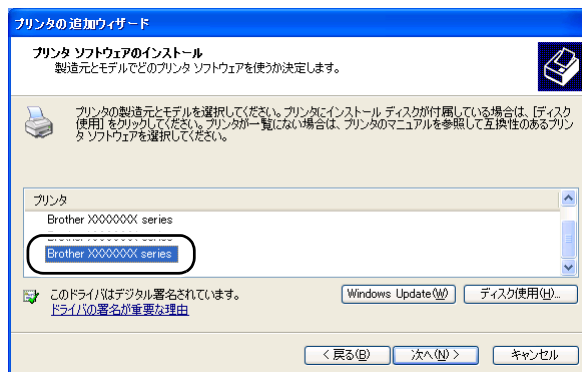 プリンタの追加ウィザード
プリンタ ソフトウェアのインストール
製造元とモデルでどのプリンタ ソフトウェアを使うか決定します。
プリンタの製造元とモデルを選択してください。プリンタにインストール ディスクが付属している場合は、[ディスク
使用] をクリックしてください。プリンタが一覧にない場合は、プリンタのマニュアルを参照して互換性のあるプリン
タ ソフトウェアを選択してください。
プリンタ
Brother XXXXXXX series
Brother XXXXXXX series
このドライバはデジタル署名されています。
ドライバの署名が重要な理由
Windows Update(W)
ディスク使用(H)...
< 戻る(B)
次へ(N) >
キャンセル